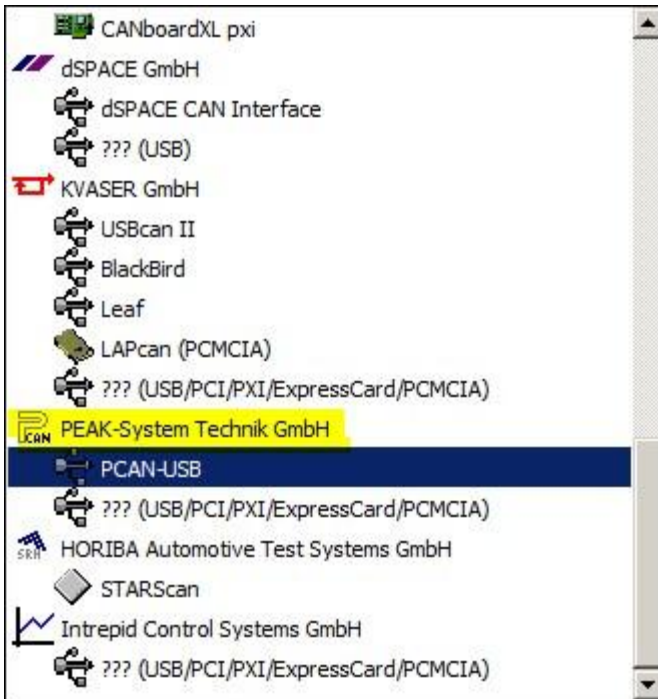 CANboardXL pxi
dSPACE GmbH
dSPACE CAN Interface
??? (USB)
KVASER GmbH
USBcan II
BlackBird
Leaf
LAPcan (PCMCIA)
??? (USB/PCI/PXI/ExpressCard/PCMCIA)
CAN PEAK-System Technik GmbH
PCAN-USB
??? (USB/PCI/PXI/ExpressCard/PCMCIA)
SRH HORIBA Automotive Test Systems GmbH
STARScan
Intrepid Control Systems GmbH
??? (USB/PCI/PXI/ExpressCard/PCMCIA)